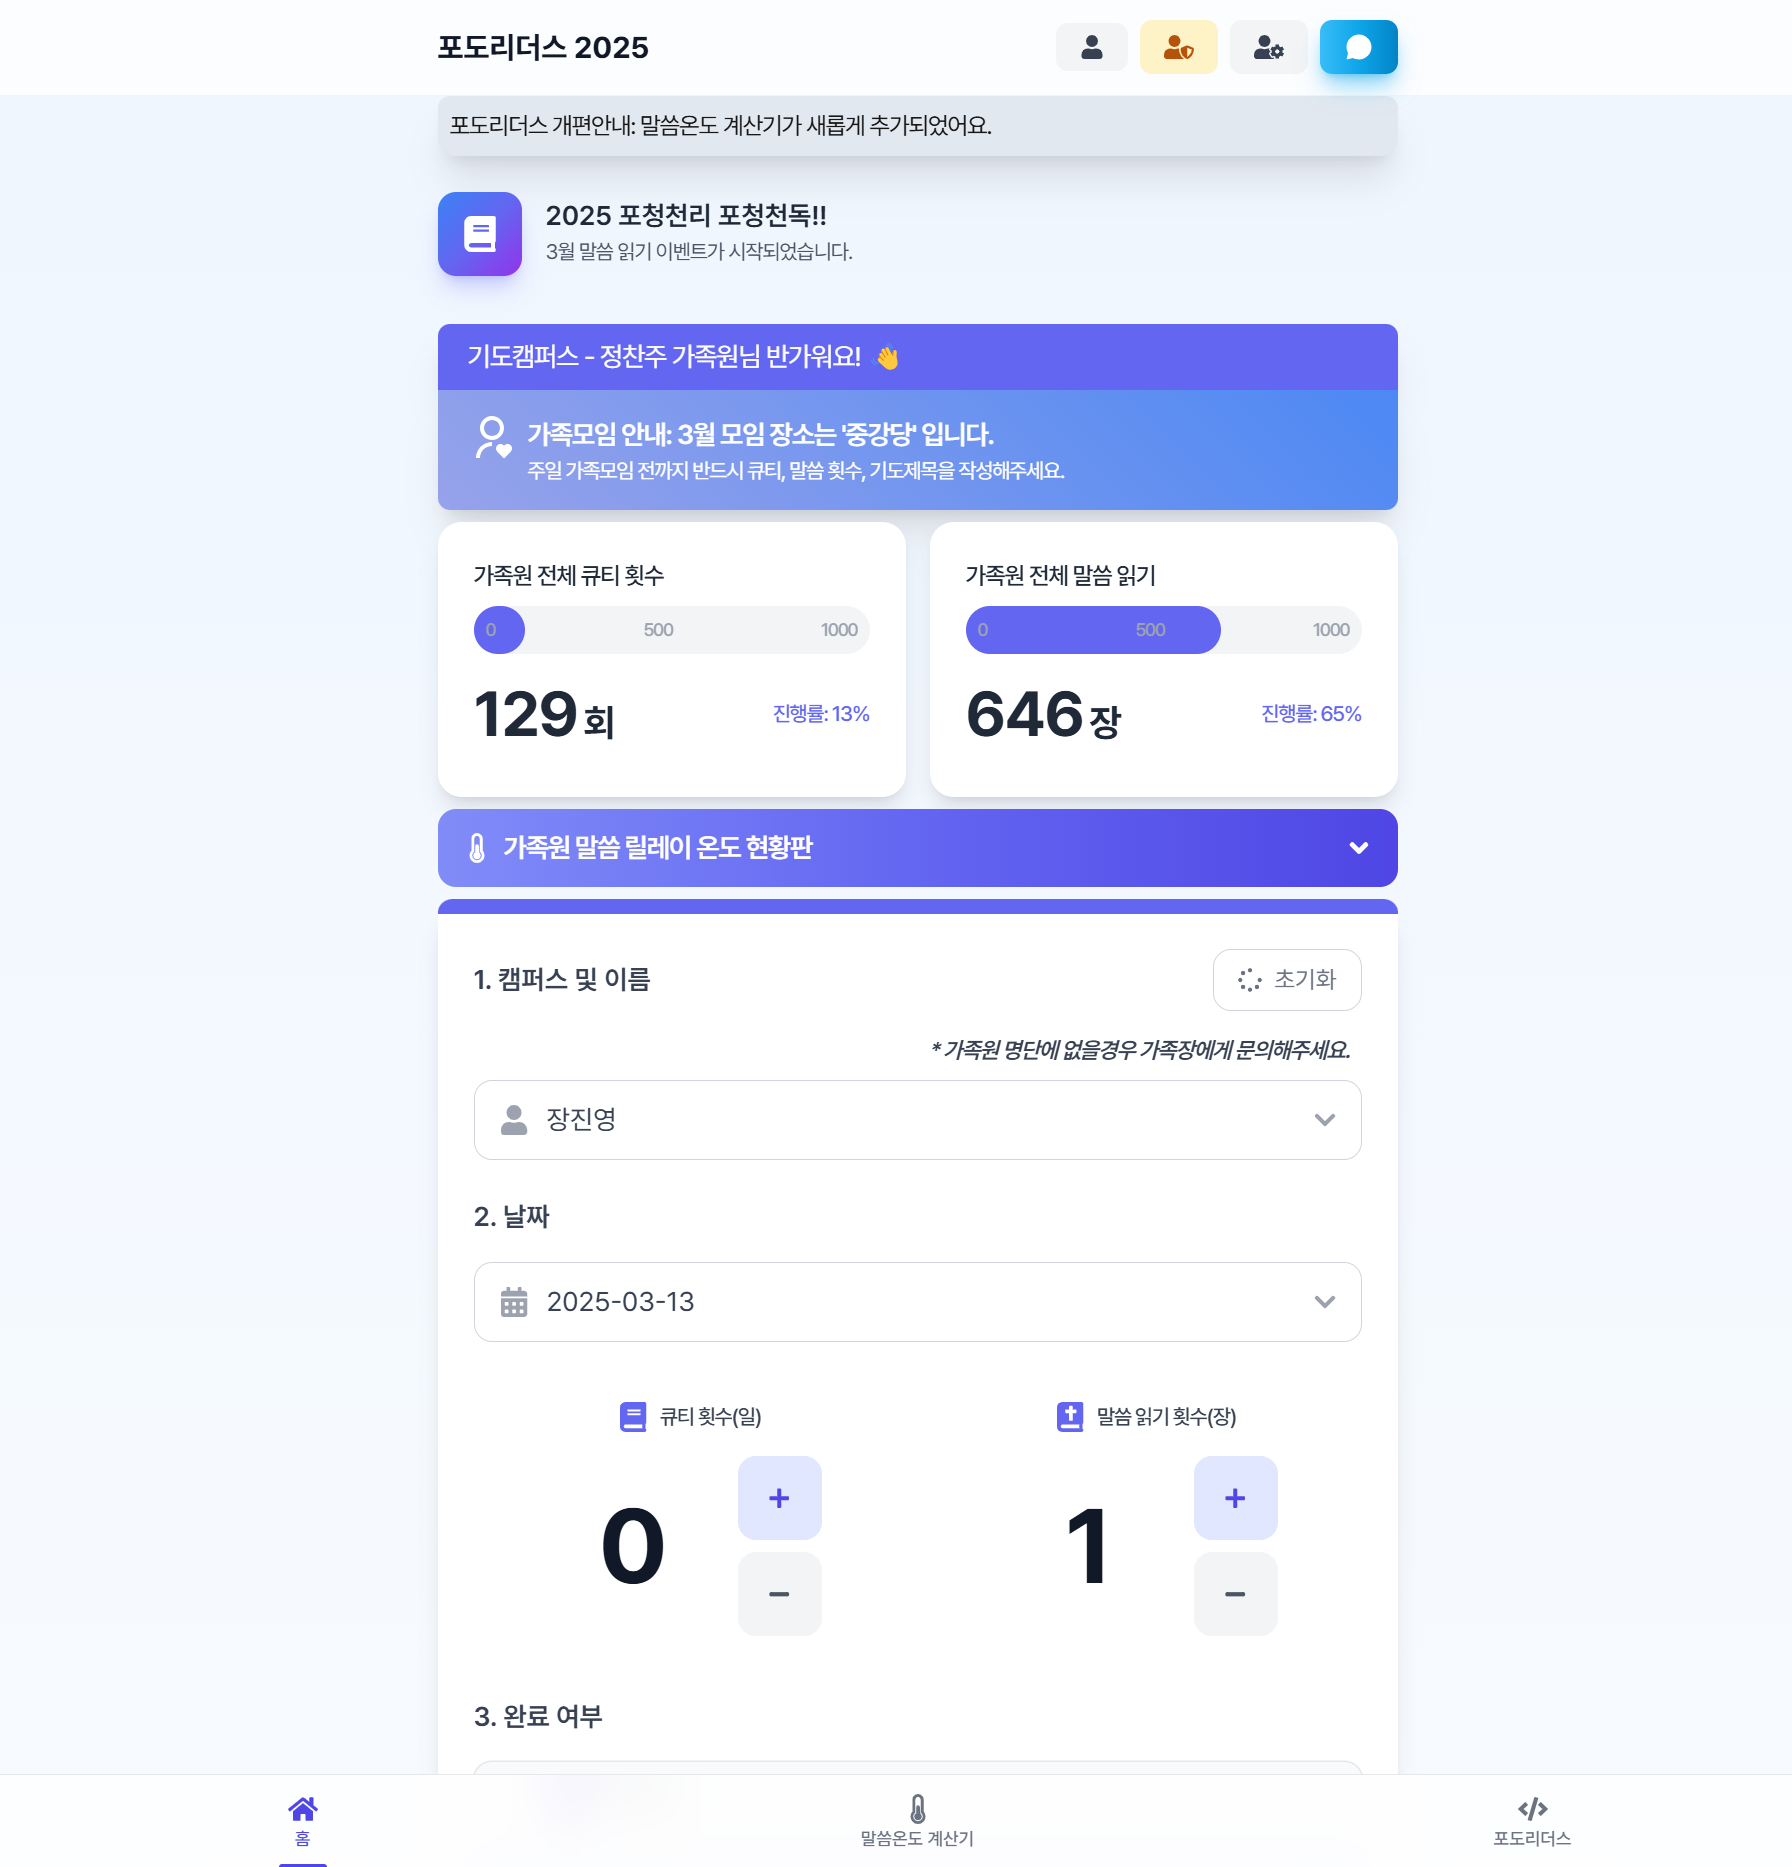 포도리더스 2025
포도리더스 개편안내: 말씀온도 계산기가 새롭게 추가되었어요.
2025 포청천리 포청천독!!
3월 말씀 읽기 이벤트가 시작되었습니다.
기도캠퍼스 - 정찬주 가족원님 반가워요! 👋
가족모임 안내: 3월 모임 장소는 '중강당' 입니다.
주일 가족모임 전까지 반드시 큐티, 말씀 횟수, 기도제목을 작성해주세요.
가족원 전체 큐티 횟수
0 500 1000
129 회 진행률: 13%
가족원 전체 말씀 읽기
0 500 1000
646 장 진행률: 65%
가족원 말씀 릴레이 온도 현황판
1. 캠퍼스 및 이름 초기화
* 가족원 명단에 없을경우 가족장에게 문의해주세요.
장진영
2. 날짜
2025-03-13
큐티 횟수(일)
0
+
−
말씀 읽기 횟수(장)
1
+
−
3. 완료 여부
홈
말씀온도 계산기
포도리더스